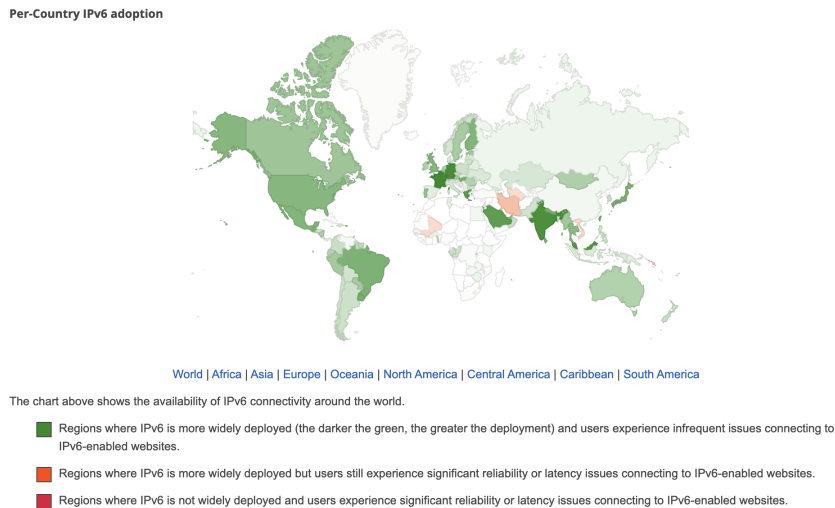 Per-Country IPv6 adoption
World | Africa | Asia | Europe | Oceania | North America | Central America | Caribbean | South America
The chart above shows the availability of IPv6 connectivity around the world.
Regions where IPv6 is more widely deployed (the darker the green, the greater the deployment) and users experience infrequent issues connecting to
IPv6-enabled websites.
Regions where IPv6 is more widely deployed but users still experience significant reliability or latency issues connecting to IPv6-enabled websites.
Regions where IPv6 is not widely deployed and users experience significant reliability or latency issues connecting to IPv6-enabled websites.